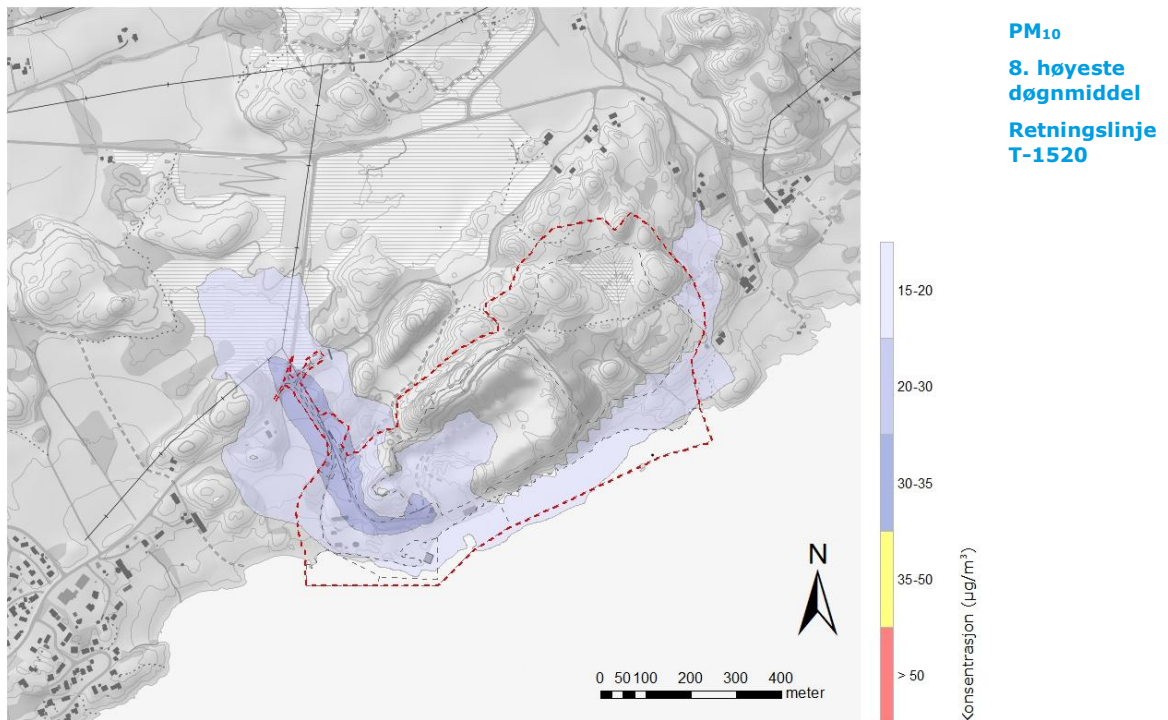 PM₁₀
8. høyeste
døgnmiddel
Retningslinje
T-1520
15-20
20-30
30-35
35-50
> 50
Konsentrasjon (µg/m³)
N
0 50 100 200 300 400
meter